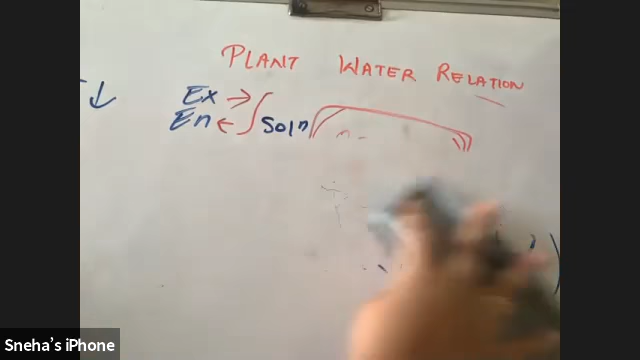 PLANT WATER RELATION
Ex
En
Soln
Sneha's iPhone